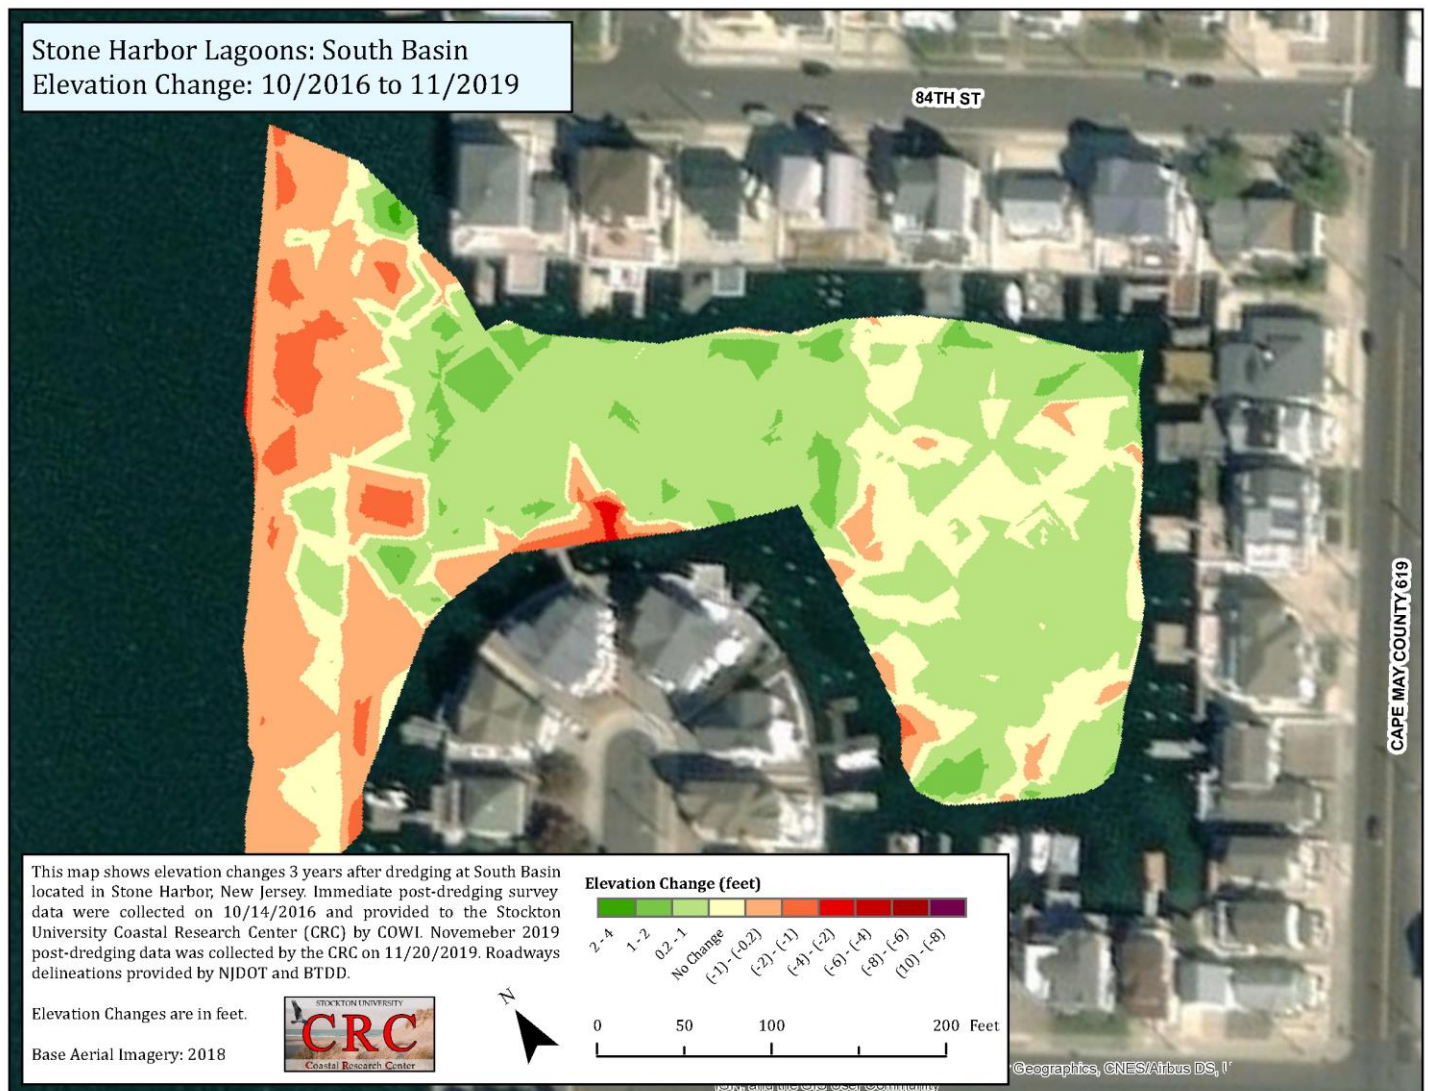 Stone Harbor Lagoons: South Basin
Elevation Change: 10/2016 to 11/2019
84TH ST
CAPE MAY COUNTY 619
This map shows elevation changes 3 years after dredging at South Basin
located in Stone Harbor, New Jersey. Immediate post-dredging survey
data were collected on 10/14/2016 and provided to the Stockton
University Coastal Research Center (CRC) by COWI. Novemeber 2019
post-dredging data was collected by the CRC on 11/20/2019. Roadways
delineations provided by NJDOT and BTDD.
Elevation Changes are in feet.
Base Aerial Imagery: 2018
STOCKTON UNIVERSITY
CRC
Coastal Research Center
Elevation Change (feet)
2 - 4
1 - 2
0.2 - 1
No Change
(-1) - (-0.2)
(-2) - (-1)
(-4) - (-2)
(-6) - (-4)
(-8) - (-6)
(10) - (-8)
N
0 50 100 200 Feet
Geographics, CNES/Airbus DS,
and the GIS User Community